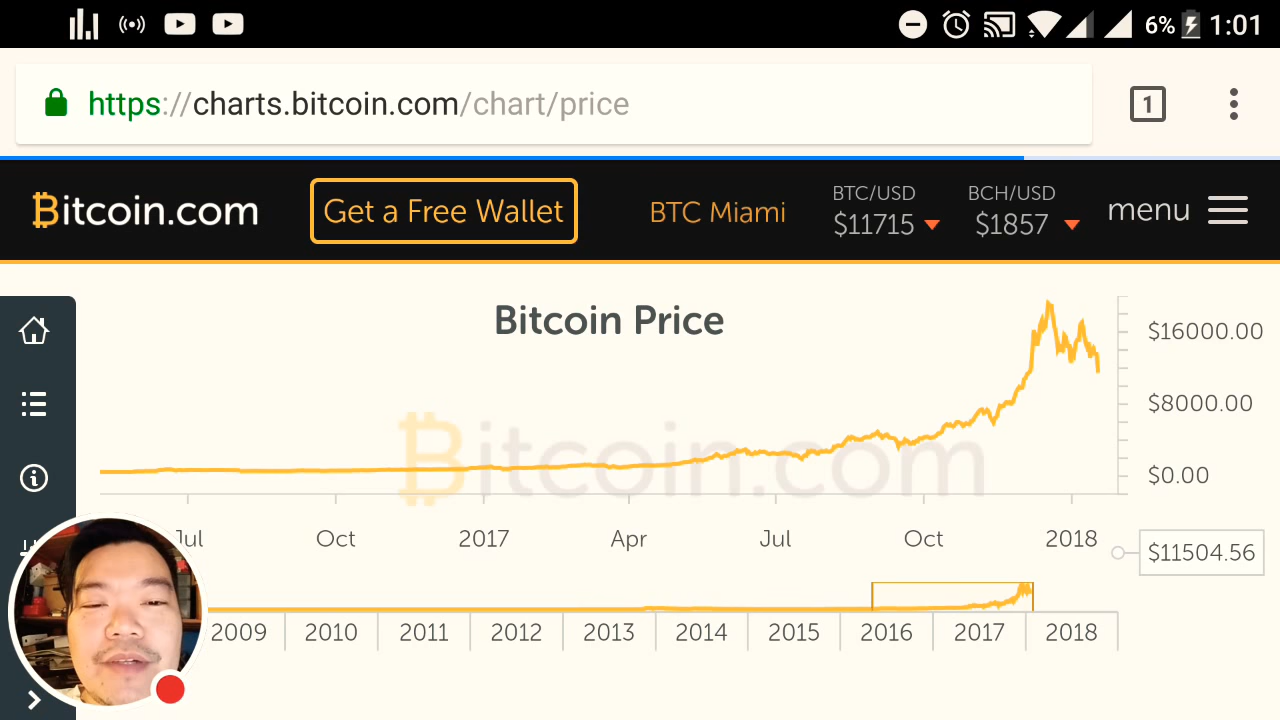 6% 1:01
https://charts.bitcoin.com/chart/price
1
Bitcoin.com
Get a Free Wallet
BTC Miami
BTC/USD
$11715
BCH/USD
$1857
menu
Bitcoin Price
Bitcoin.com
$16000.00
$8000.00
$0.00
Jul Oct 2017 Apr Jul Oct 2018
$11504.56
2009 2010 2011 2012 2013 2014 2015 2016 2017 2018